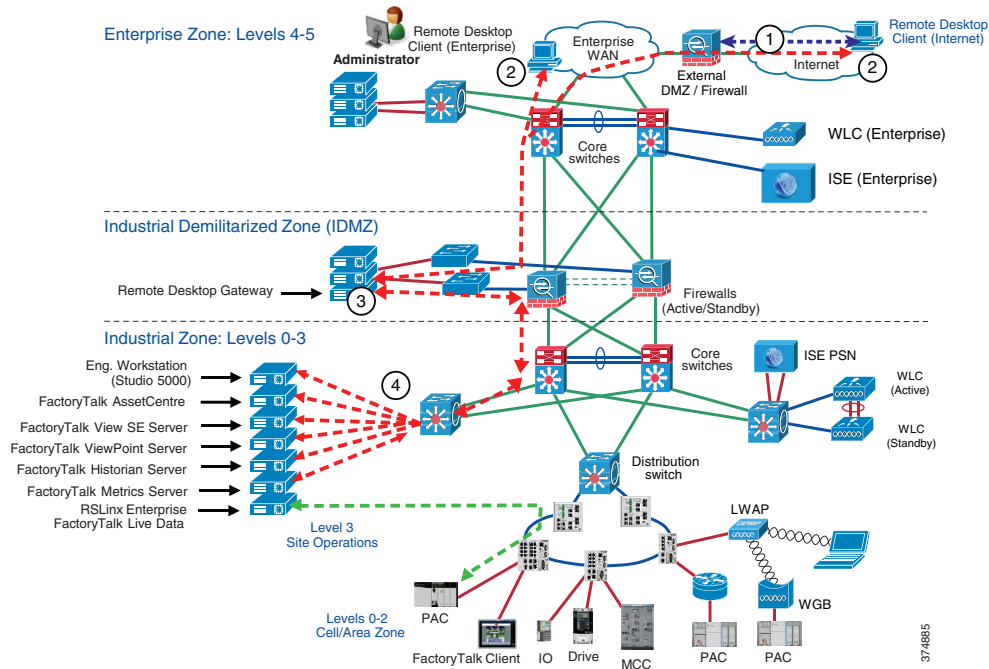 Enterprise Zone: Levels 4-5
Remote Desktop
Client (Enterprise)
Administrator
2
Enterprise
WAN
External
DMZ / Firewall
1
Internet
Remote Desktop
Client (Internet)
2
Core
switches
WLC (Enterprise)
ISE (Enterprise)
Industrial Demilitarized Zone (IDMZ)
Remote Desktop Gateway
3
Firewalls
(Active/Standby)
Industrial Zone: Levels 0-3
Eng. Workstation
(Studio 5000)
FactoryTalk AssetCentre
FactoryTalk View SE Server
FactoryTalk ViewPoint Server
FactoryTalk Historian Server
FactoryTalk Metrics Server
RSLinx Enterprise
FactoryTalk Live Data
4
Core
switches
ISE PSN
WLC
(Active)
WLC
(Standby)
Distribution
switch
Level 3
Site Operations
LWAP
CAPWAP
WGB
Levels 0-2
Cell/Area Zone
PAC
FactoryTalk Client
IO
Drive
MCC
PAC
PAC
374885